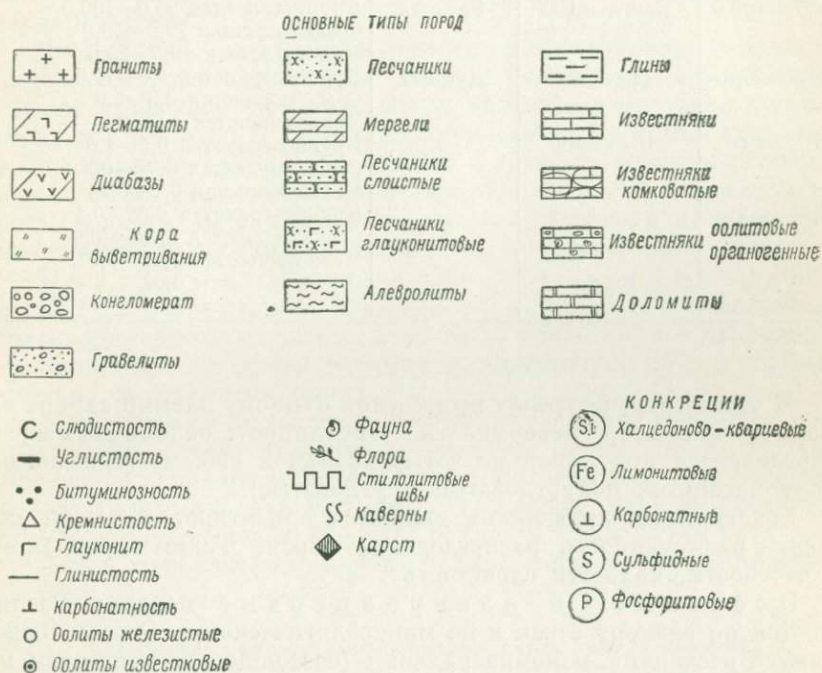 ОСНОВНЫЕ ТИПЫ ПОРОД
Граниты
Пегматиты
Диабазы
Кора
выветривания
Конгломерат
Гравелиты
Песчаники
Мергели
Песчаники
слоистые
Песчаники
глауконитовые
Алевролиты
Глины
Известняки
Известняки
комковатые
Известняки оолитовые
органогенные
Доломиты
Слюдистость
Углистость
Битуминозность
Кремнистость
Глауконит
Глинистость
Карбонатность
Оолиты железистые
Оолиты известковые
Фауна
Флора
Стилолитовые
швы
Каверны
Карст
КОНКРЕЦИИ
Si Халцедоново-кварцевые
Fe Лимонитовые
Карбонатные
S Сульфидные
P Фосфоритовые